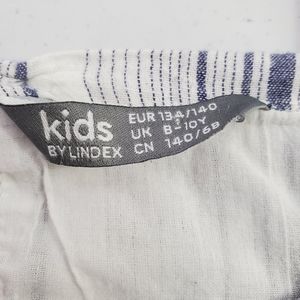 kids
BY LINDEX
EUR 134/140
UK 8-10Y
CN 140/68